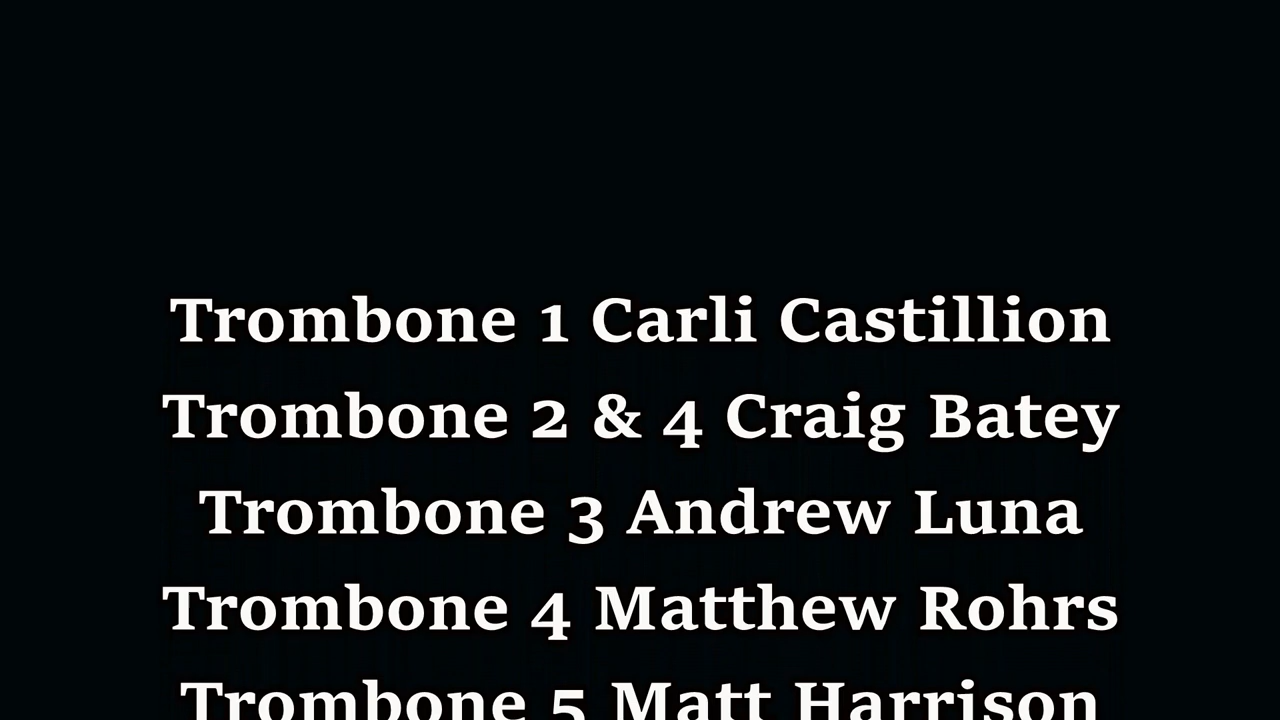 Trombone 1 Carli Castillion
Trombone 2 & 4 Craig Batey
Trombone 3 Andrew Luna
Trombone 4 Matthew Rohrs
Trombone 5 Matt Harrison